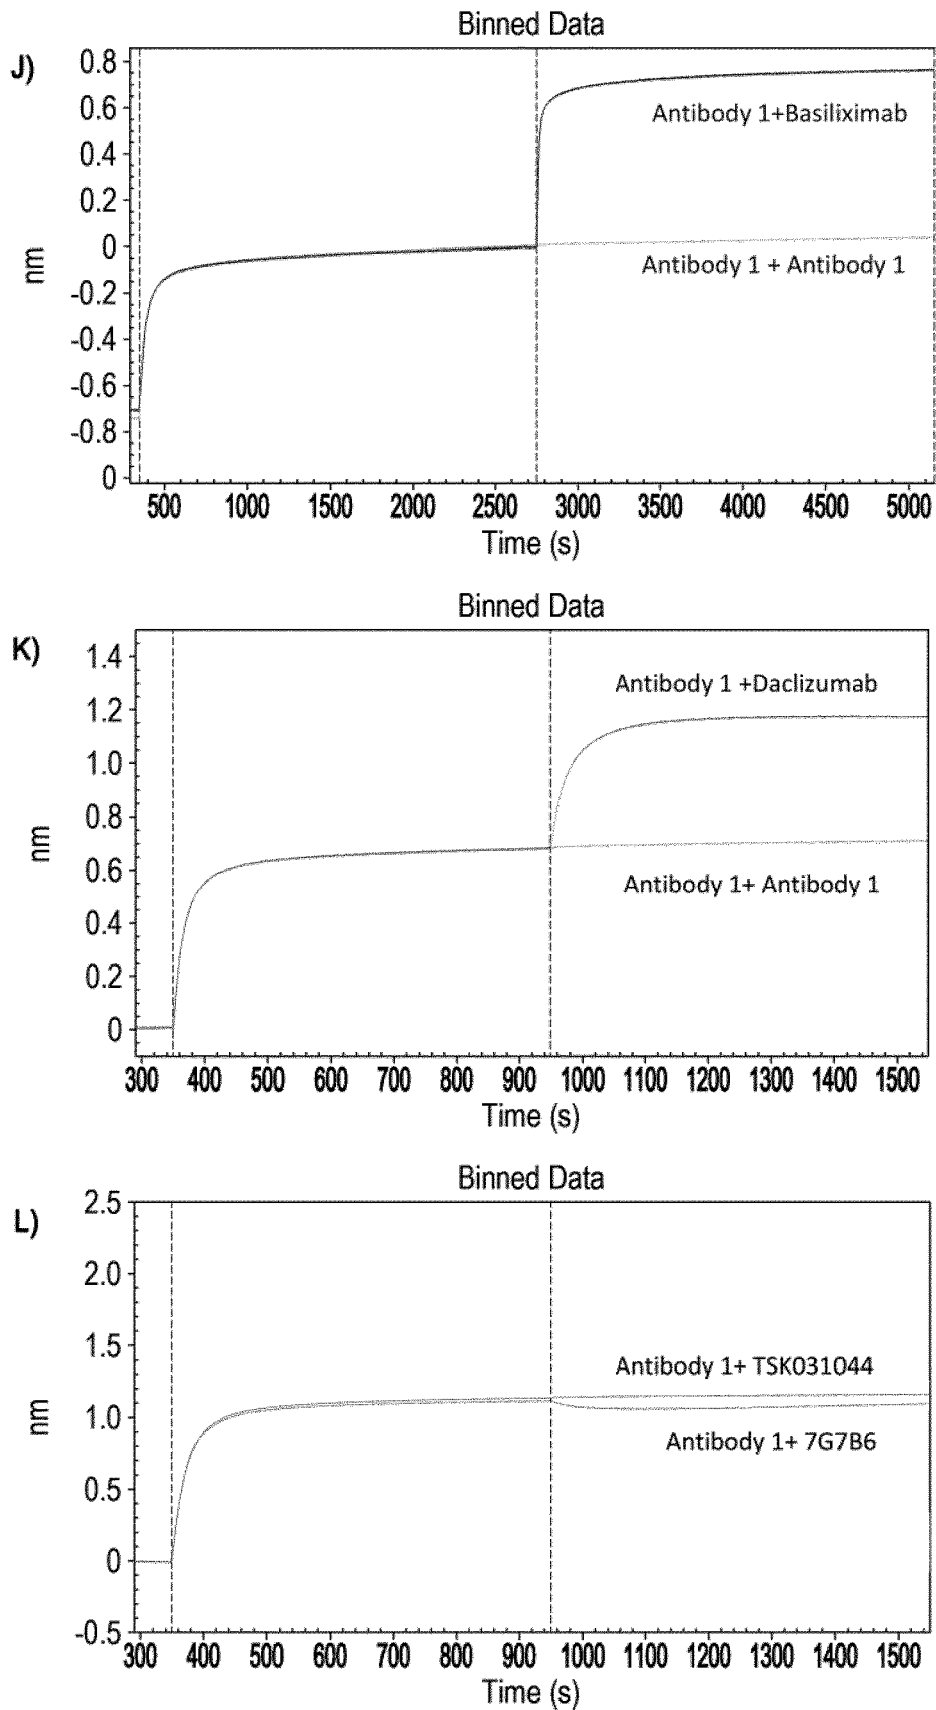 Binned Data
J)
0.8
0.6
0.4
0.2
0
-0.2
-0.4
-0.6
-0.8
0
nm
Antibody 1+Basiliximab
Antibody 1 + Antibody 1
500 1000 1500 2000 2500 3000 3500 4000 4500 5000
Time (s)
Binned Data
K)
1.4
1.2
1.0
0.8
0.6
0.4
0.2
0
nm
Antibody 1 +Daclizumab
Antibody 1+ Antibody 1
300 400 500 600 700 800 900 1000 1100 1200 1300 1400 1500
Time (s)
Binned Data
L)
2.5
2.0
1.5
1.0
0.5
0
-0.5
nm
Antibody 1+ TSK031044
Antibody 1+ 7G7B6
300 400 500 600 700 800 900 1000 1100 1200 1300 1400 1500
Time (s)